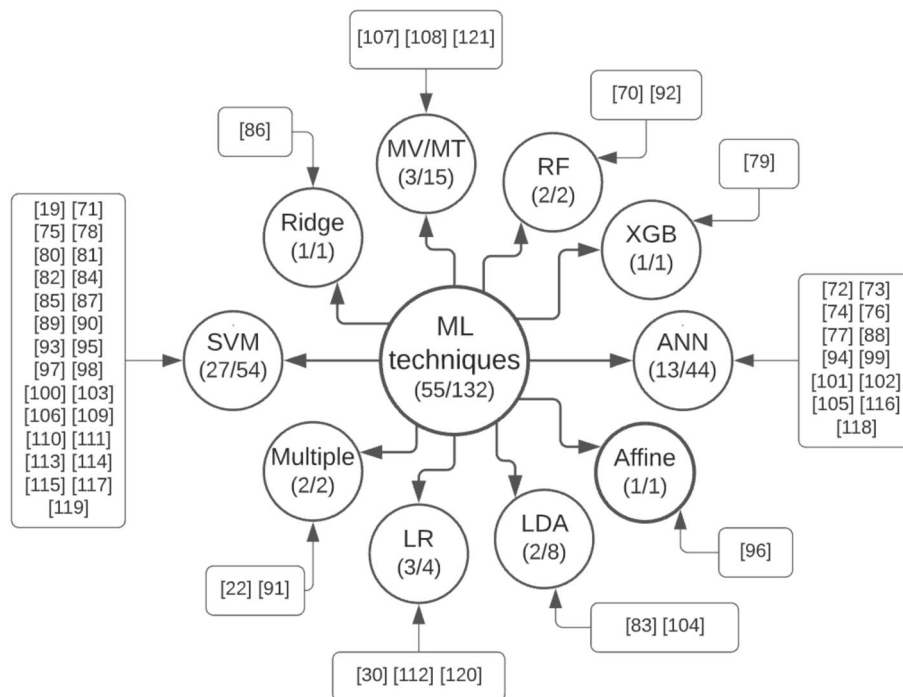 [107] [108] [121]
[86]
MV/MT
(3/15)
[70] [92]
RF
(2/2)
[79]
Ridge
(1/1)
XGB
(1/1)
[19] [71]
[75] [78]
[80] [81]
[82] [84]
[85] [87]
[89] [90]
[93] [95]
[97] [98]
[100] [103]
[106] [109]
[110] [111]
[113] [114]
[115] [117]
[119]
SVM
(27/54)
ML
techniques
(55/132)
ANN
(13/44)
[72] [73]
[74] [76]
[77] [88]
[94] [99]
[101] [102]
[105] [116]
[118]
Multiple
(2/2)
Affine
(1/1)
LR
(3/4)
LDA
(2/8)
[96]
[22] [91]
[83] [104]
[30] [112] [120]